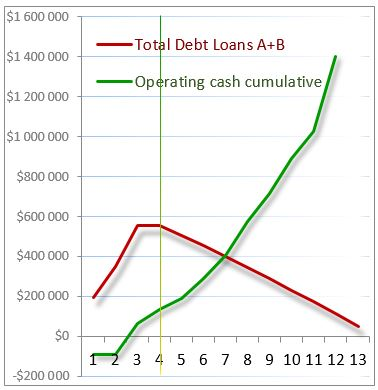 $1 600 000
$1 400 000
$1 200 000
$1 000 000
$800 000
$600 000
$400 000
$200 000
$0
-$200 000
Total Debt Loans A+B
Operating cash cumulative
1 2 3 4 5 6 7 8 9 10 11 12 13